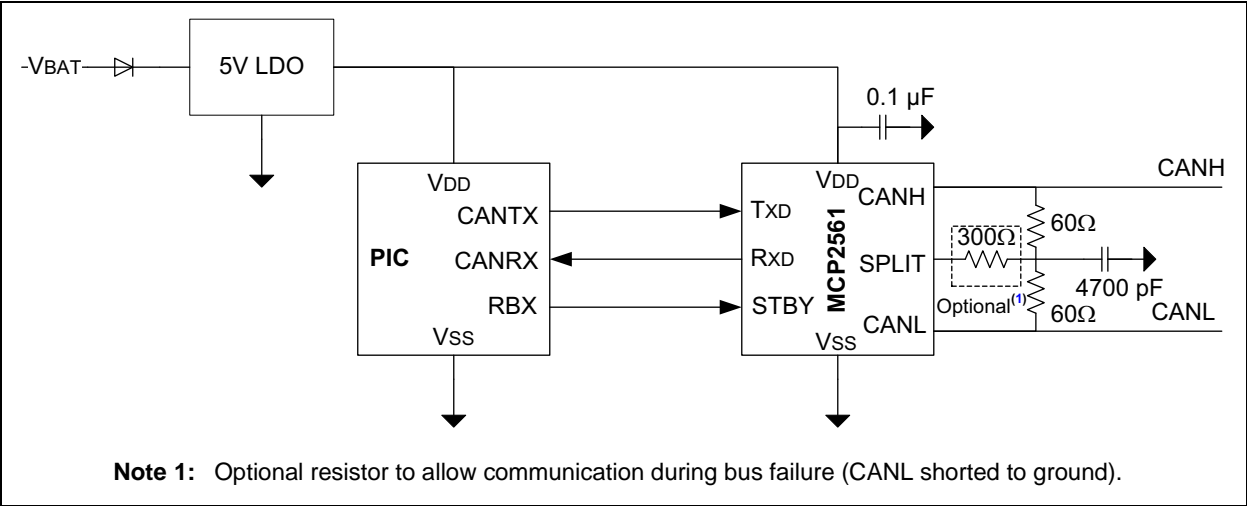 VBAT
5V LDO
0.1 µF
VDD
CANTX
PIC
CANRX
RBX
VSS
VDD
TXD
CANH
RXD
MCP2561
SPLIT
STBY
CANL
VSS
CANH
60Ω
300Ω
4700 pF
Optional(1)
60Ω
CANL
Note 1: Optional resistor to allow communication during bus failure (CANL shorted to ground).